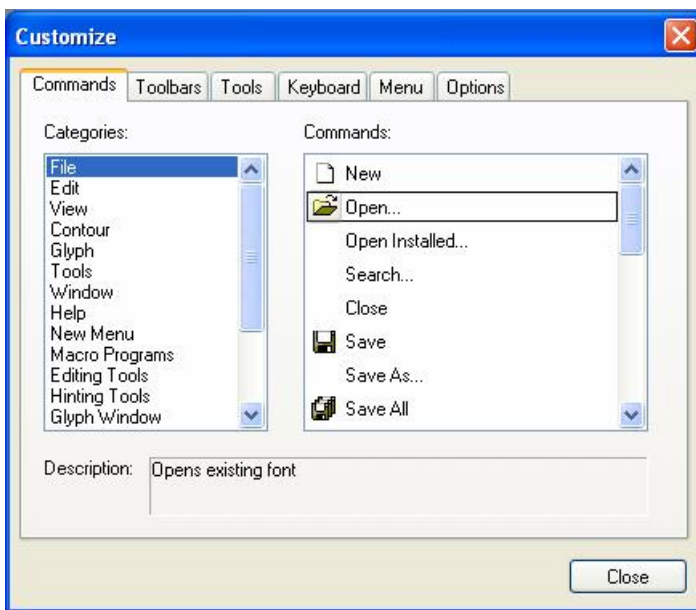 Customize
Commands Toolbars Tools Keyboard Menu Options
Categories:
File
Edit
View
Contour
Glyph
Tools
Window
Help
New Menu
Macro Programs
Editing Tools
Hinting Tools
Glyph Window
Commands:
New
Open...
Open Installed...
Search...
Close
Save
Save As...
Save All
Description: Opens existing font
Close